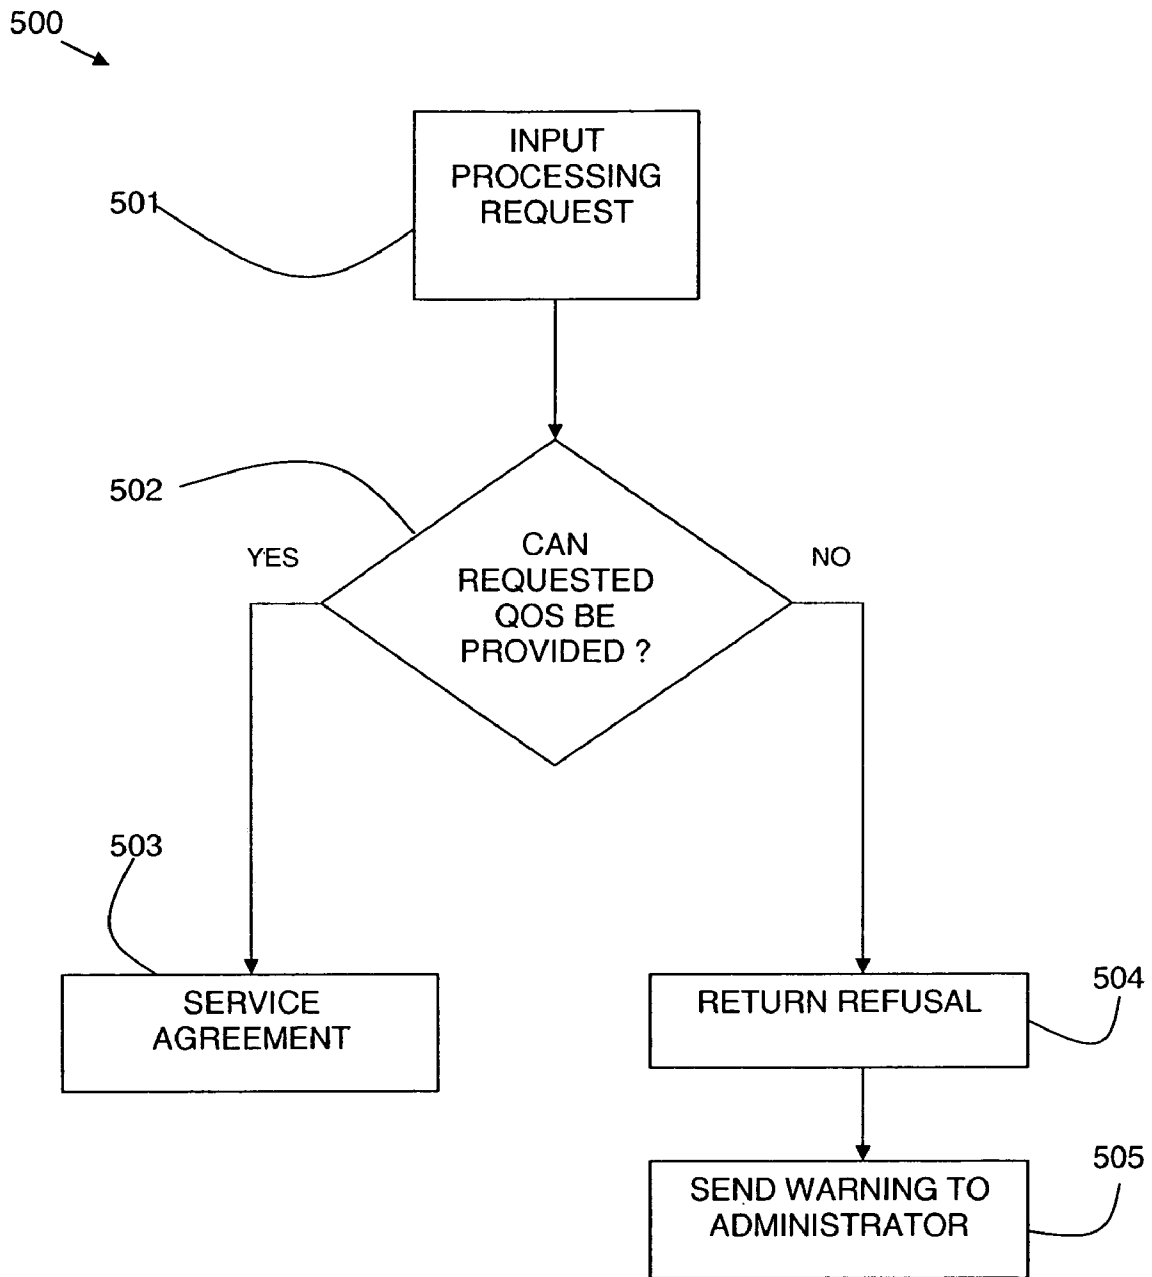 500
INPUT
PROCESSING
REQUEST
501
502
YES
NO
CAN
REQUESTED
QOS BE
PROVIDED ?
503
SERVICE
AGREEMENT
504
RETURN REFUSAL
505
SEND WARNING TO
ADMINISTRATOR